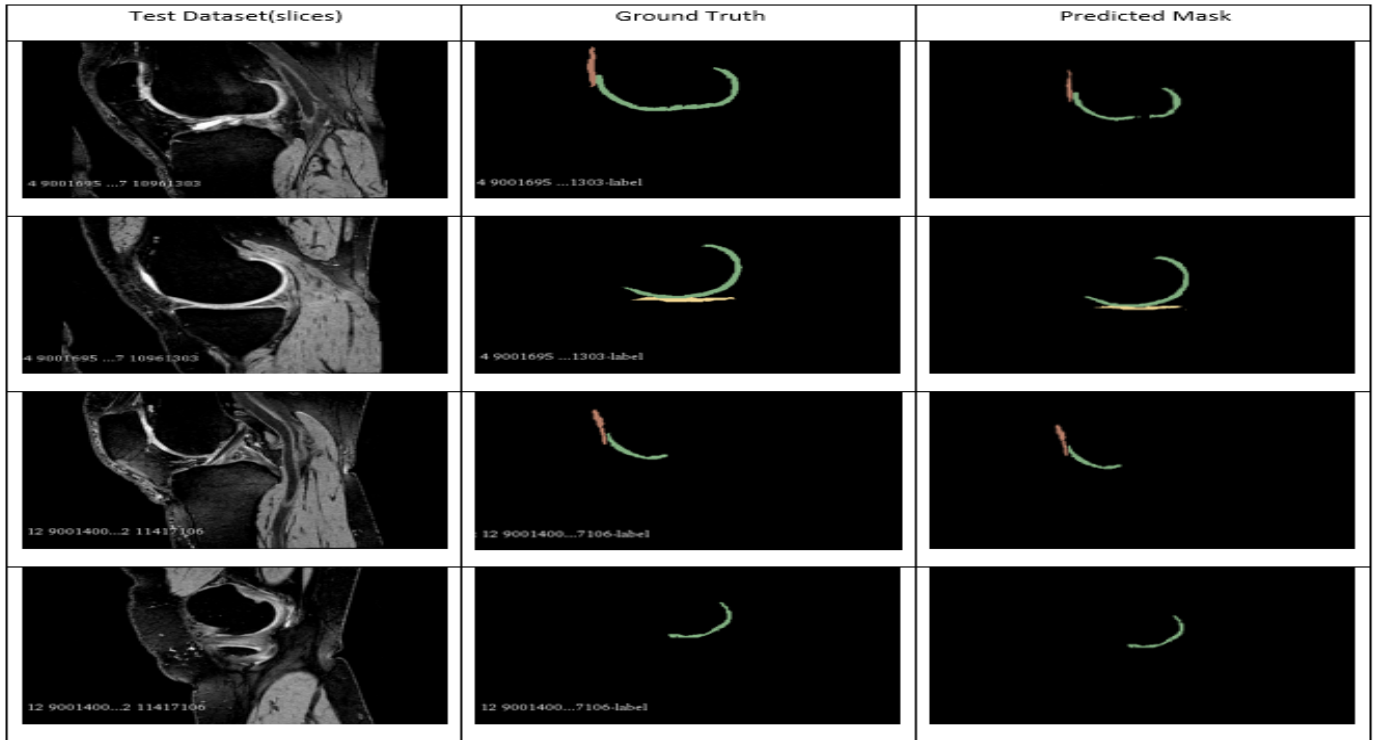 Test Dataset(slices) Ground Truth Predicted Mask
4 9001695 ...7 10961303 4 9001695 ...1303-label
4 9001695 ...7 10961303 4 9001695 ...1303-label
12 9001400...2 11417106 : 12 9001400...7106-label
12 9001400...2 11417106 12 9001400...7106-label